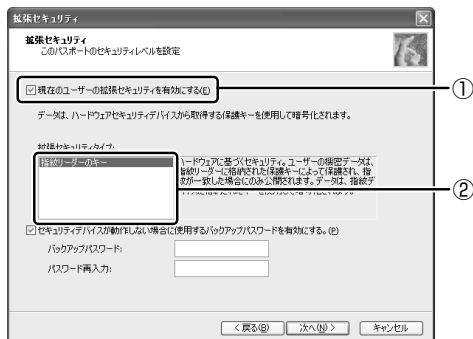 拡張セキュリティ
拡張セキュリティ
このパスポートのセキュリティレベルを設定
現在のユーザーの拡張セキュリティを有効にする(E)
①
データは、ハードウェアセキュリティデバイスから取得する保護キーを使用して暗号化されます。
拡張セキュリティタイプ:
指紋リーダーのキー
ハードウェアに基づくセキュリティ。ユーザーの機密データは、
指紋リーダーに格納された保護キーによって保護され、指
紋が一致した場合にのみ公開されます。データは、指紋デ
②
セキュリティデバイスが動作しない場合に使用するバックアップパスワードを有効にする。(P)
バックアップパスワード:
パスワード再入力:
< 戻る(B)
次へ(N) >
キャンセル